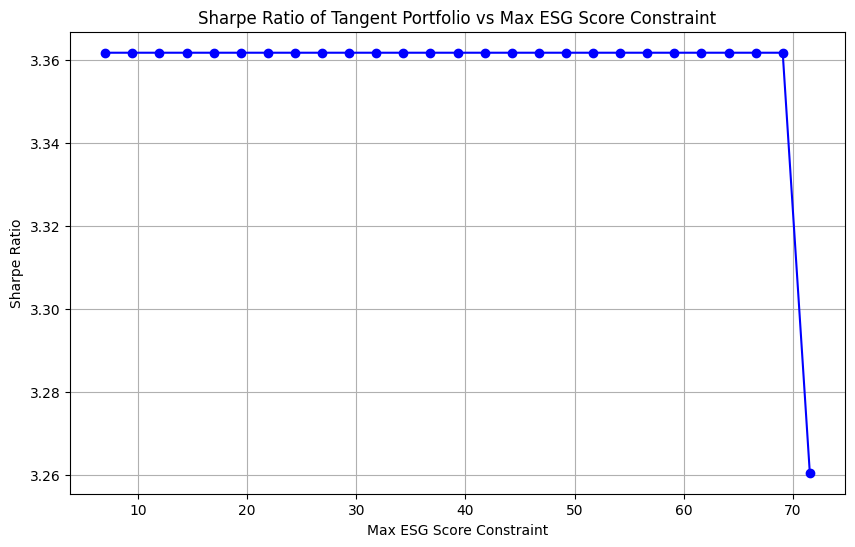 Sharpe Ratio of Tangent Portfolio vs Max ESG Score Constraint
3.36
3.34
3.32
3.30
3.28
3.26
Sharpe Ratio
10 20 30 40 50 60 70
Max ESG Score Constraint